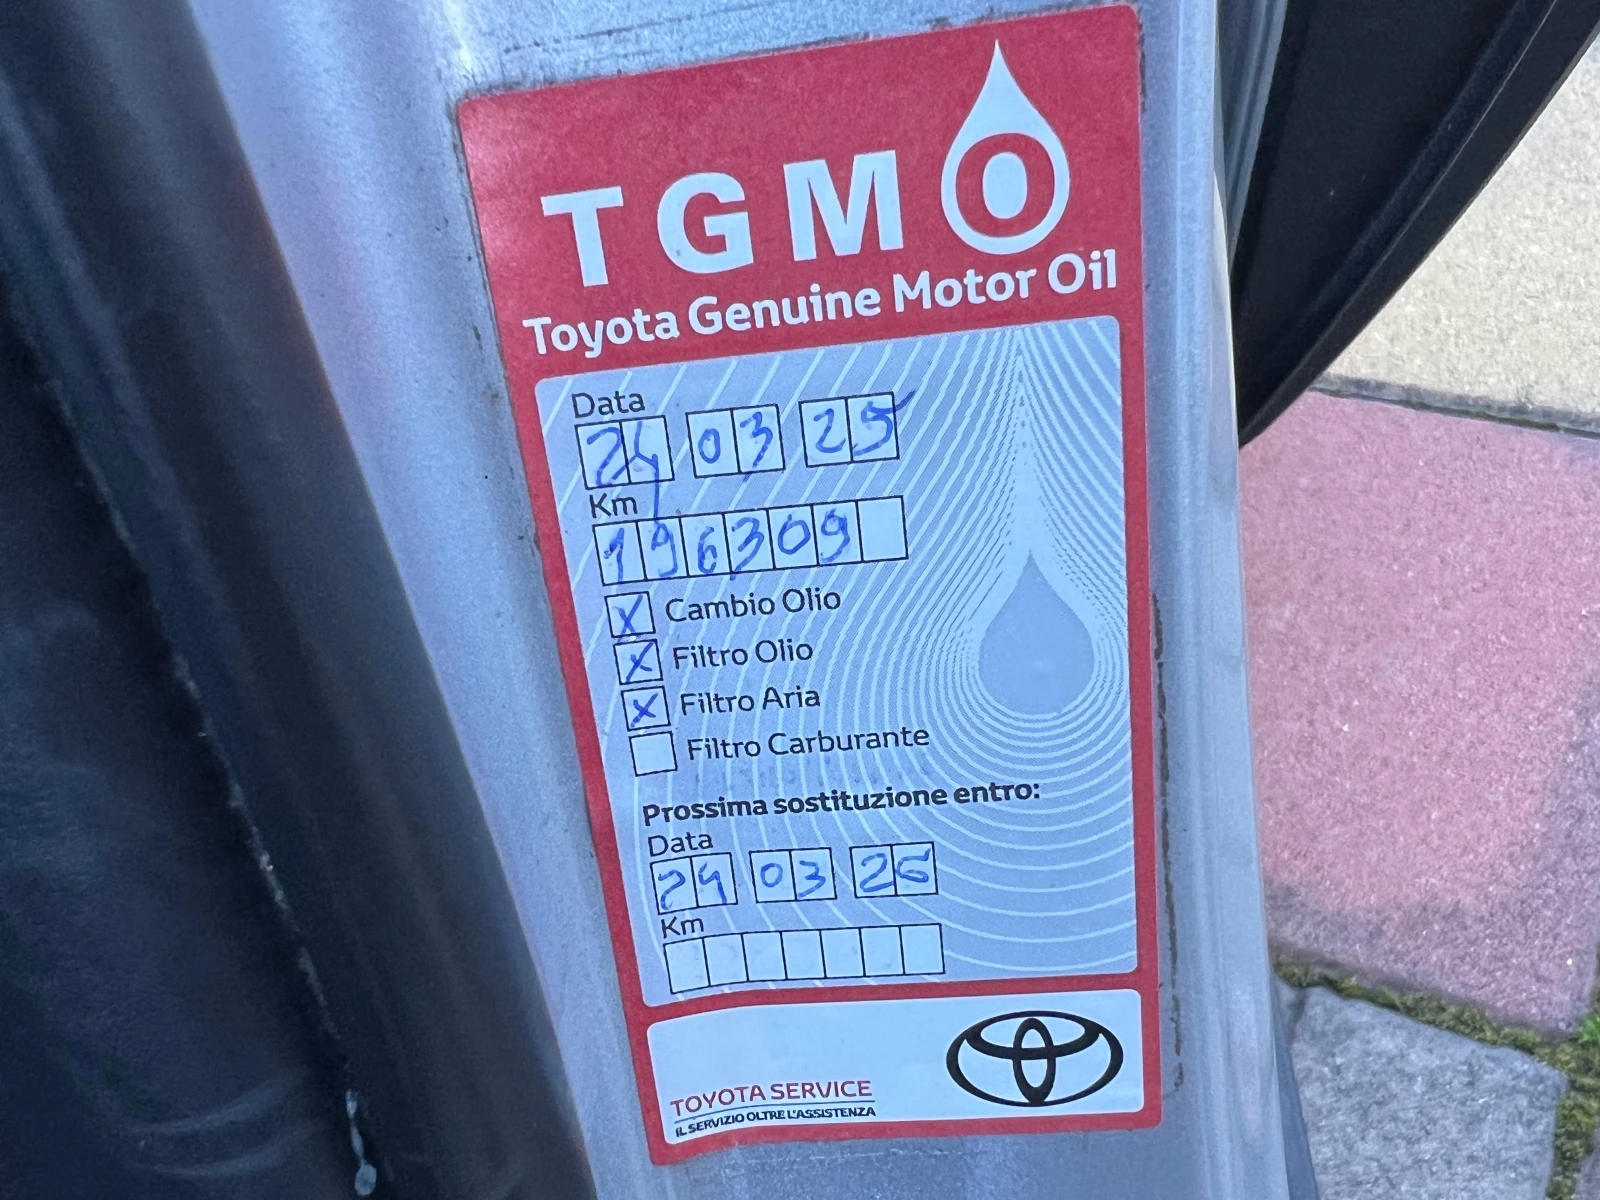 TGMO
Toyota Genuine Motor Oil
Data
24 03 25
Km
196309
X Cambio Olio
X Filtro Olio
X Filtro Aria
Filtro Carburante
Prossima sostituzione entro:
Data
24 03 26
Km
TOYOTA SERVICE
IL SERVIZIO OLTRE L'ASSISTENZA